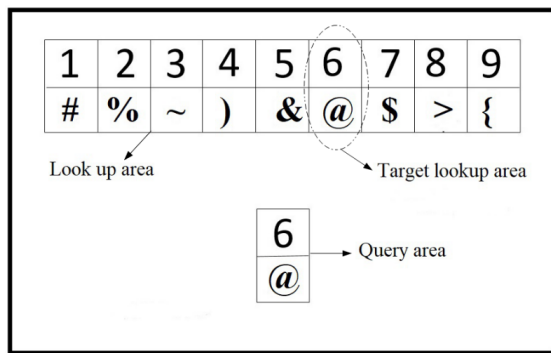 1 2 3 4 5 6 7 8 9
# % ~ ) & @ $ > {
Look up area
Target lookup area
6
Query area
@